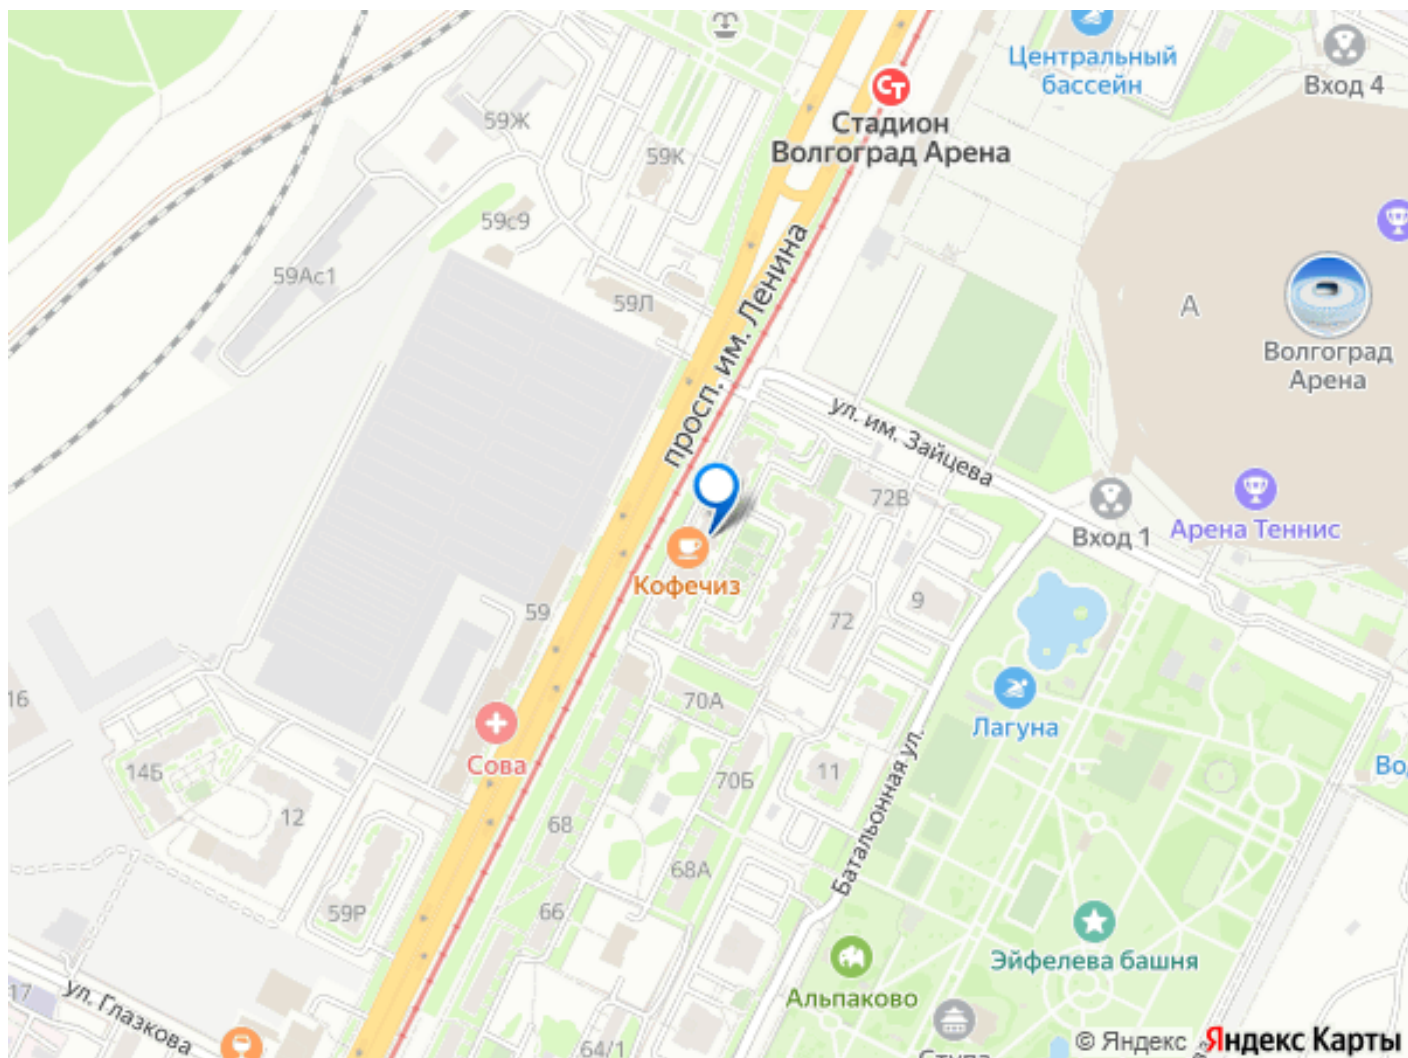 Центральный
бассейн
Вход 4
Стадион
Волгоград Арена
59Ж
59К
59с9
59Ас1
59Л
просп. им. Ленина
А
Волгоград
Арена
ул. им. Зайцева
72В
Вход 1
Арена Теннис
Кофечиз
59
72
9
16
70А
Лагуна
Сова
14Б
70Б
11
Во
12
68
Батальонная ул.
68А
59Р
66
Эйфелева башня
Альпаково
17
ул. Глазкова
64/1
© Яндекс
Яндекс Карты